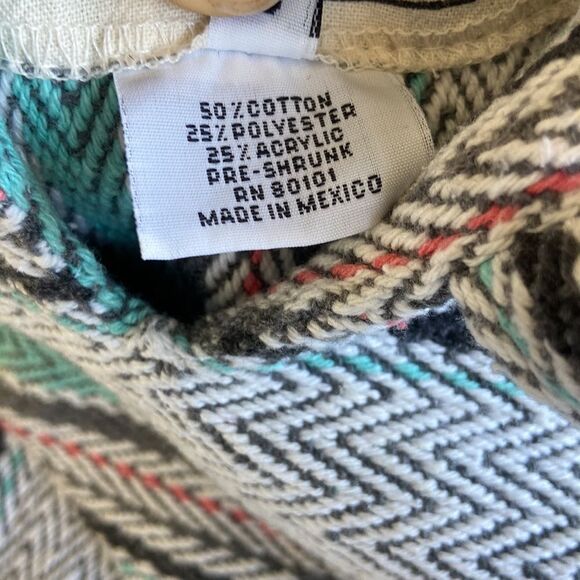 50% COTTON
25% POLYESTER
25% ACRYLIC
PRE-SHRUNK
RN 80101
MADE IN MEXICO